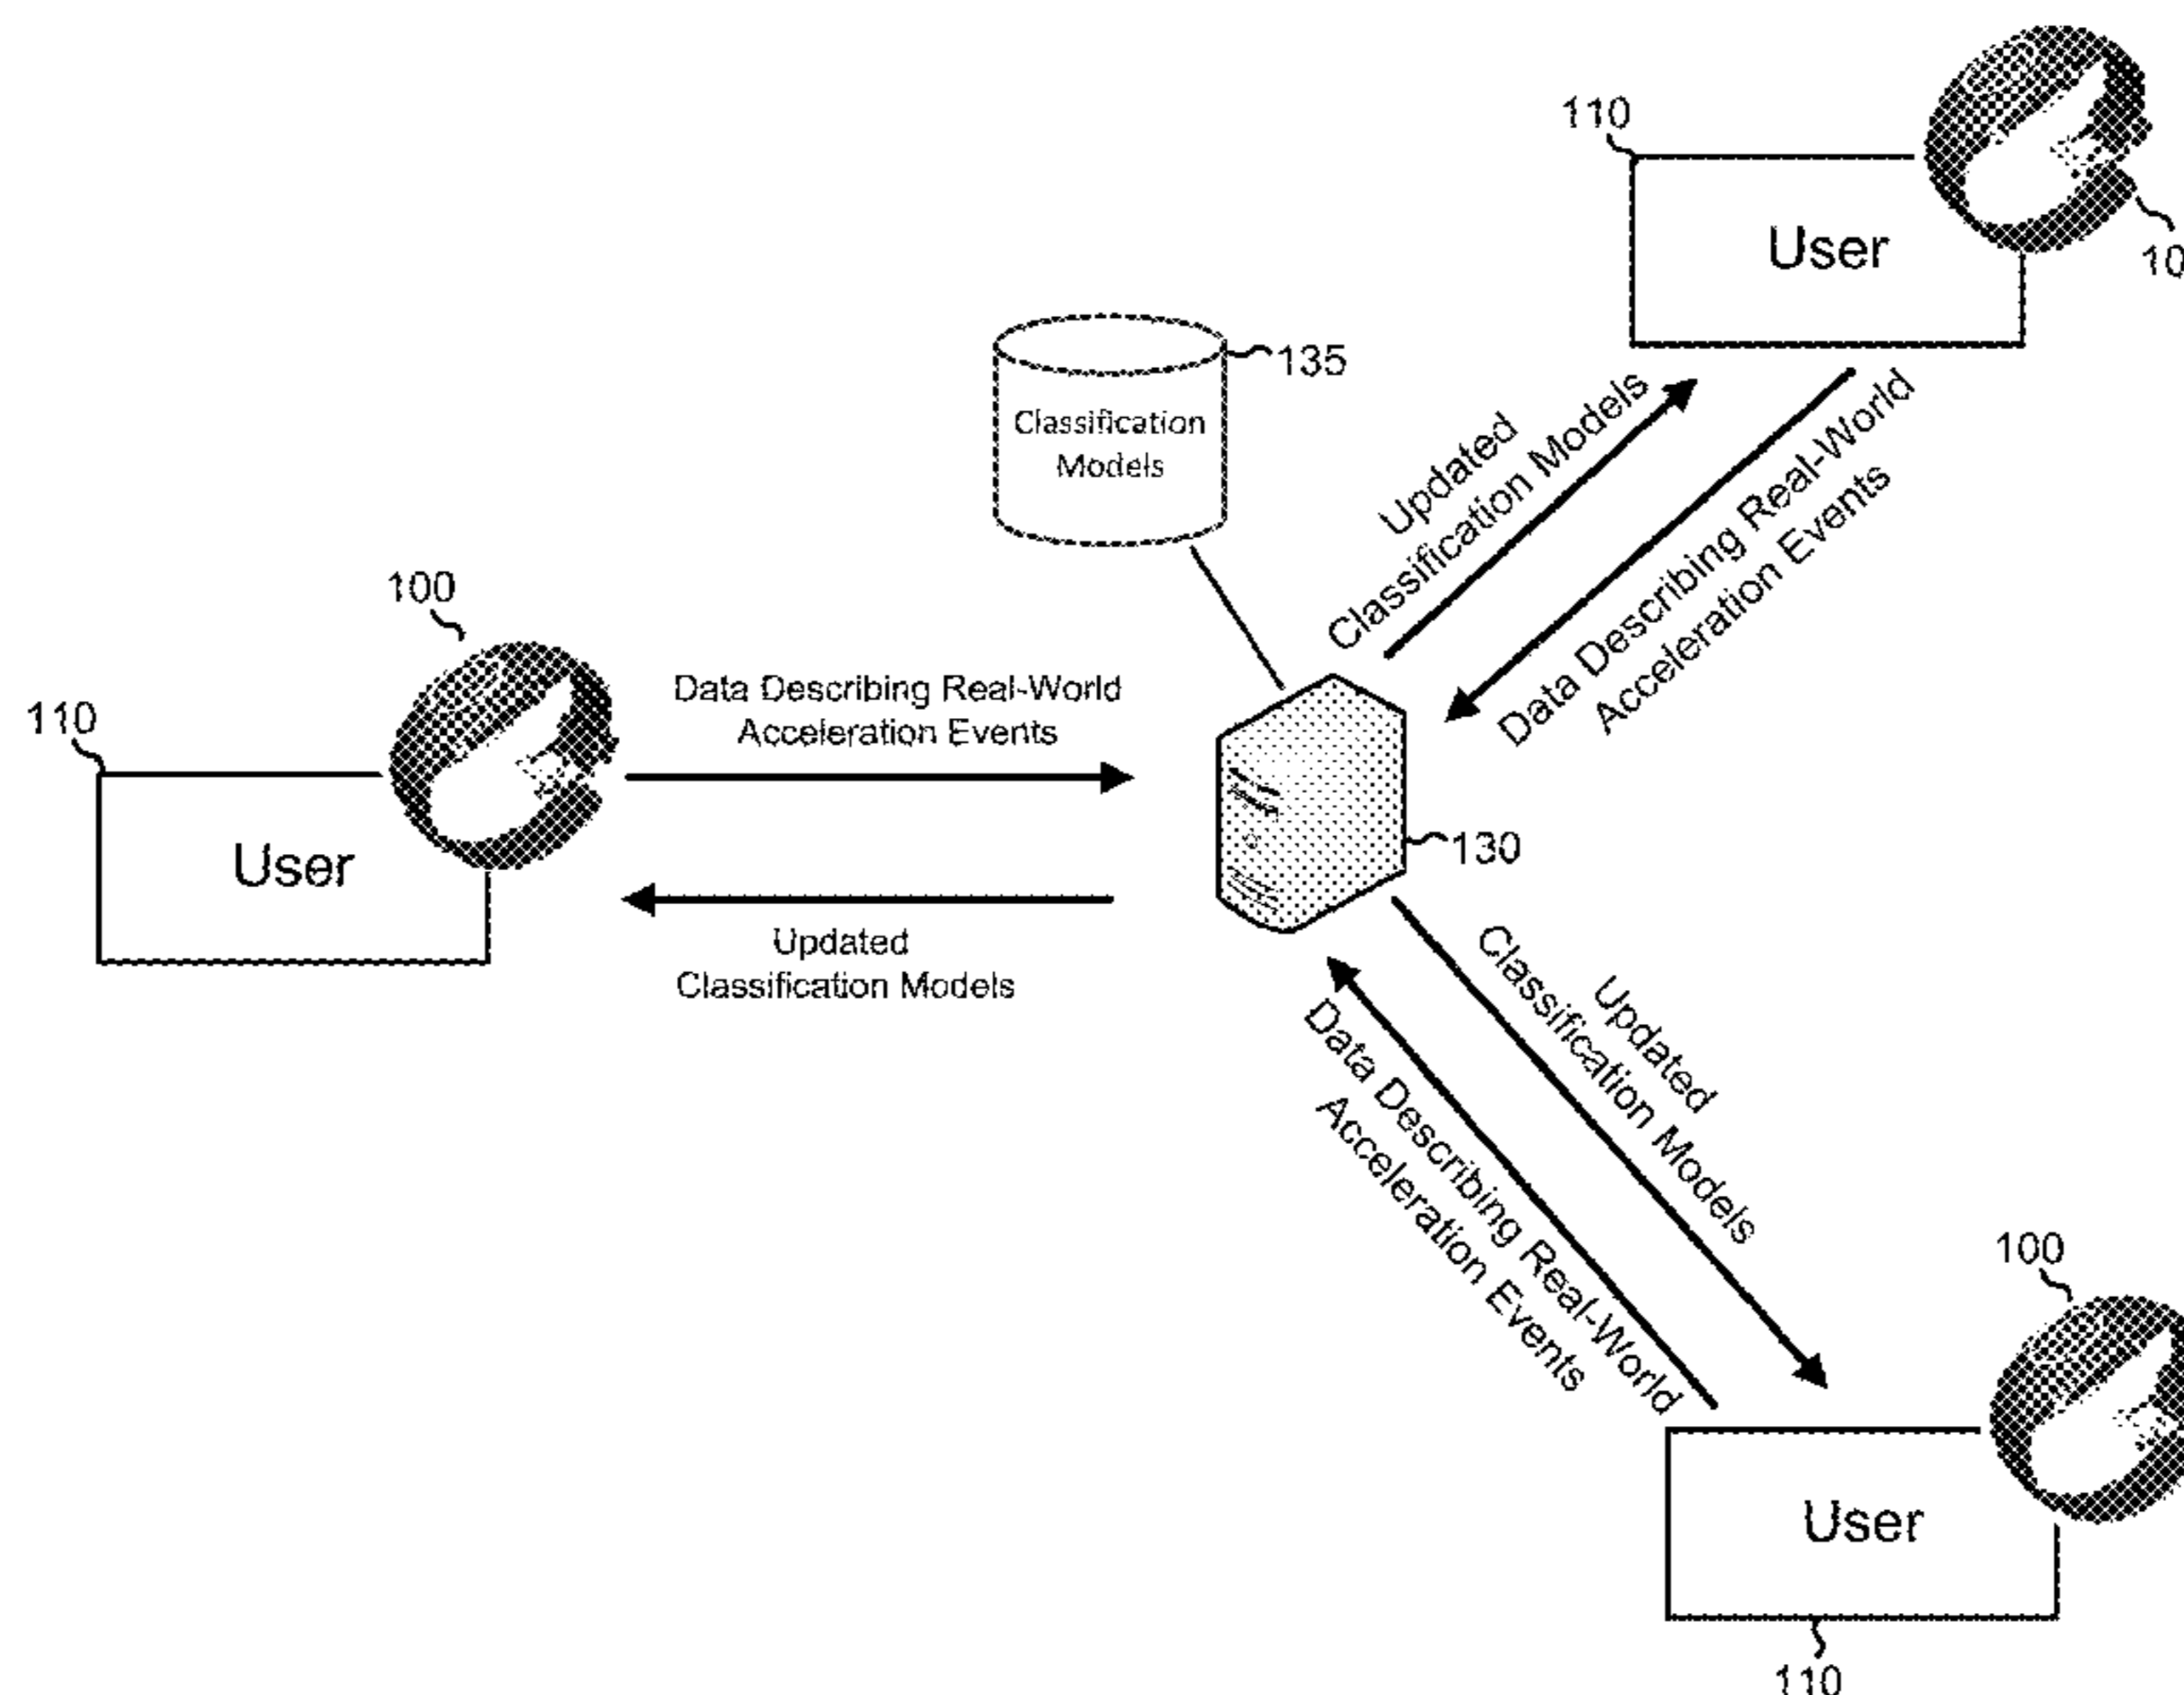 110
User
10
135
Classification
Models
Updated
Classification Models
Data Describing Real-World
Acceleration Events
100
110
User
Data Describing Real-World
Acceleration Events
Updated
Classification Models
130
Updated
Classification Models
Data Describing Real-World
Acceleration Events
100
User
110